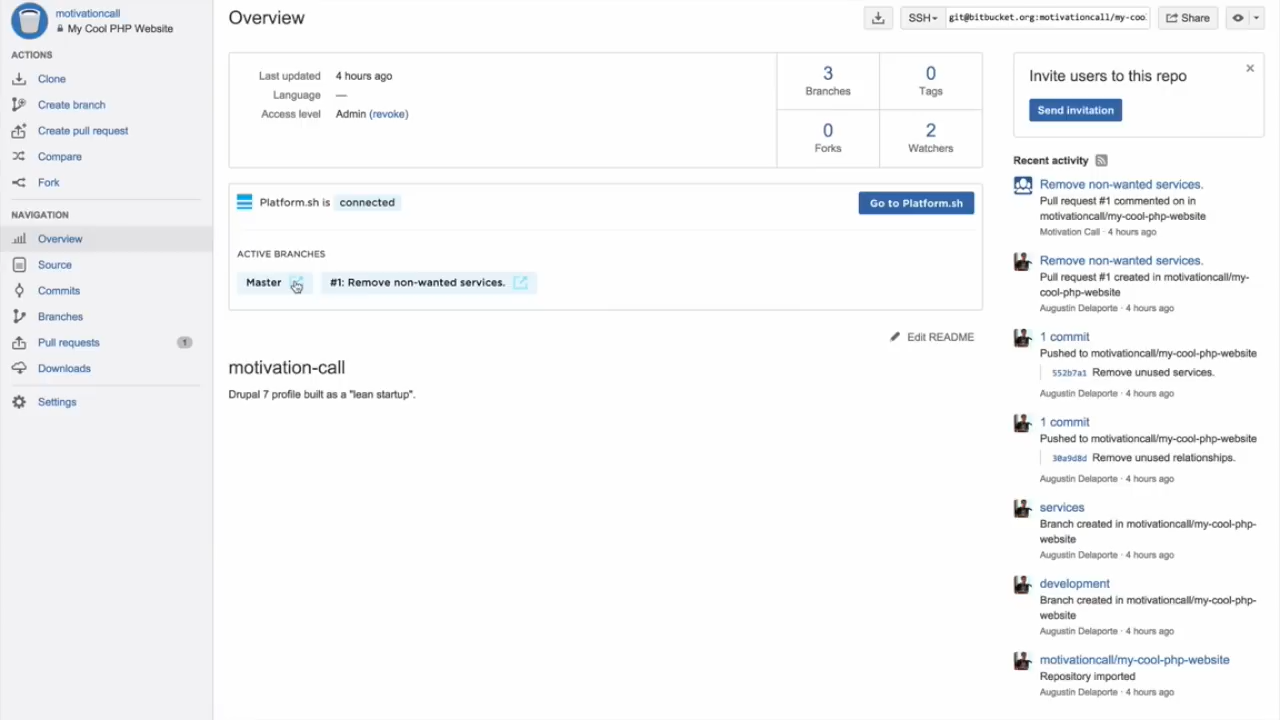 motivationcall
My Cool PHP Website
ACTIONS
Clone
Create branch
Create pull request
Compare
Fork
NAVIGATION
Overview
Source
Commits
Branches
Pull requests 1
Downloads
Settings
Overview
SSH git@bitbucket.org:motivationcall/my-coo
Share
Last updated 4 hours ago
Language —
Access level Admin (revoke)
3
Branches
0
Tags
0
Forks
2
Watchers
Platform.sh is connected
Go to Platform.sh
ACTIVE BRANCHES
Master #1: Remove non-wanted services.
Edit README
motivation-call
Drupal 7 profile built as a "lean startup".
Invite users to this repo
Send invitation
Recent activity
Remove non-wanted services.
Pull request #1 commented on in
motivationcall/my-cool-php-website
Motivation Call · 4 hours ago
Remove non-wanted services.
Pull request #1 created in motivationcall/my-
cool-php-website
Augustin Delaporte · 4 hours ago
1 commit
Pushed to motivationcall/my-cool-php-website
552b7a1 Remove unused services.
Augustin Delaporte · 4 hours ago
1 commit
Pushed to motivationcall/my-cool-php-website
30a9d8d Remove unused relationships.
Augustin Delaporte · 4 hours ago
services
Branch created in motivationcall/my-cool-php-
website
Augustin Delaporte · 4 hours ago
development
Branch created in motivationcall/my-cool-php-
website
Augustin Delaporte · 4 hours ago
motivationcall/my-cool-php-website
Repository imported
Augustin Delaporte · 4 hours ago